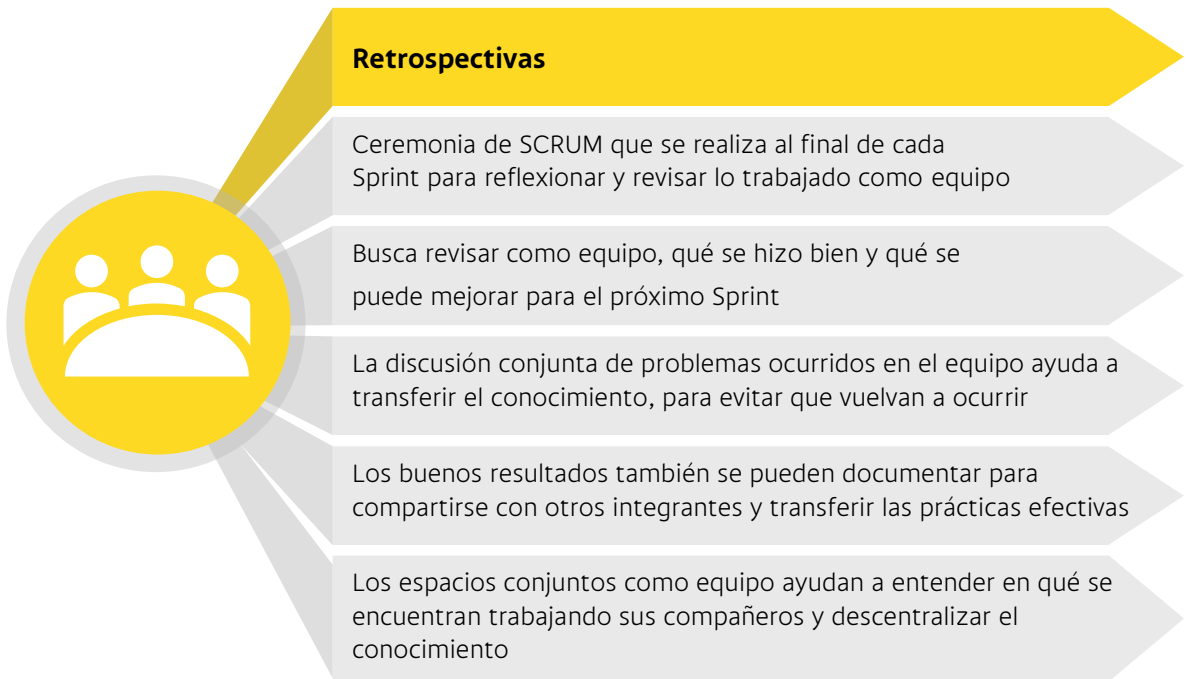 Retrospectivas
Ceremonia de SCRUM que se realiza al final de cada
Sprint para reflexionar y revisar lo trabajado como equipo
Busca revisar como equipo, qué se hizo bien y qué se
puede mejorar para el próximo Sprint
La discusión conjunta de problemas ocurridos en el equipo ayuda a
transferir el conocimiento, para evitar que vuelvan a ocurrir
Los buenos resultados también se pueden documentar para
compartirse con otros integrantes y transferir las prácticas efectivas
Los espacios conjuntos como equipo ayudan a entender en qué se
encuentran trabajando sus compañeros y descentralizar el
conocimiento